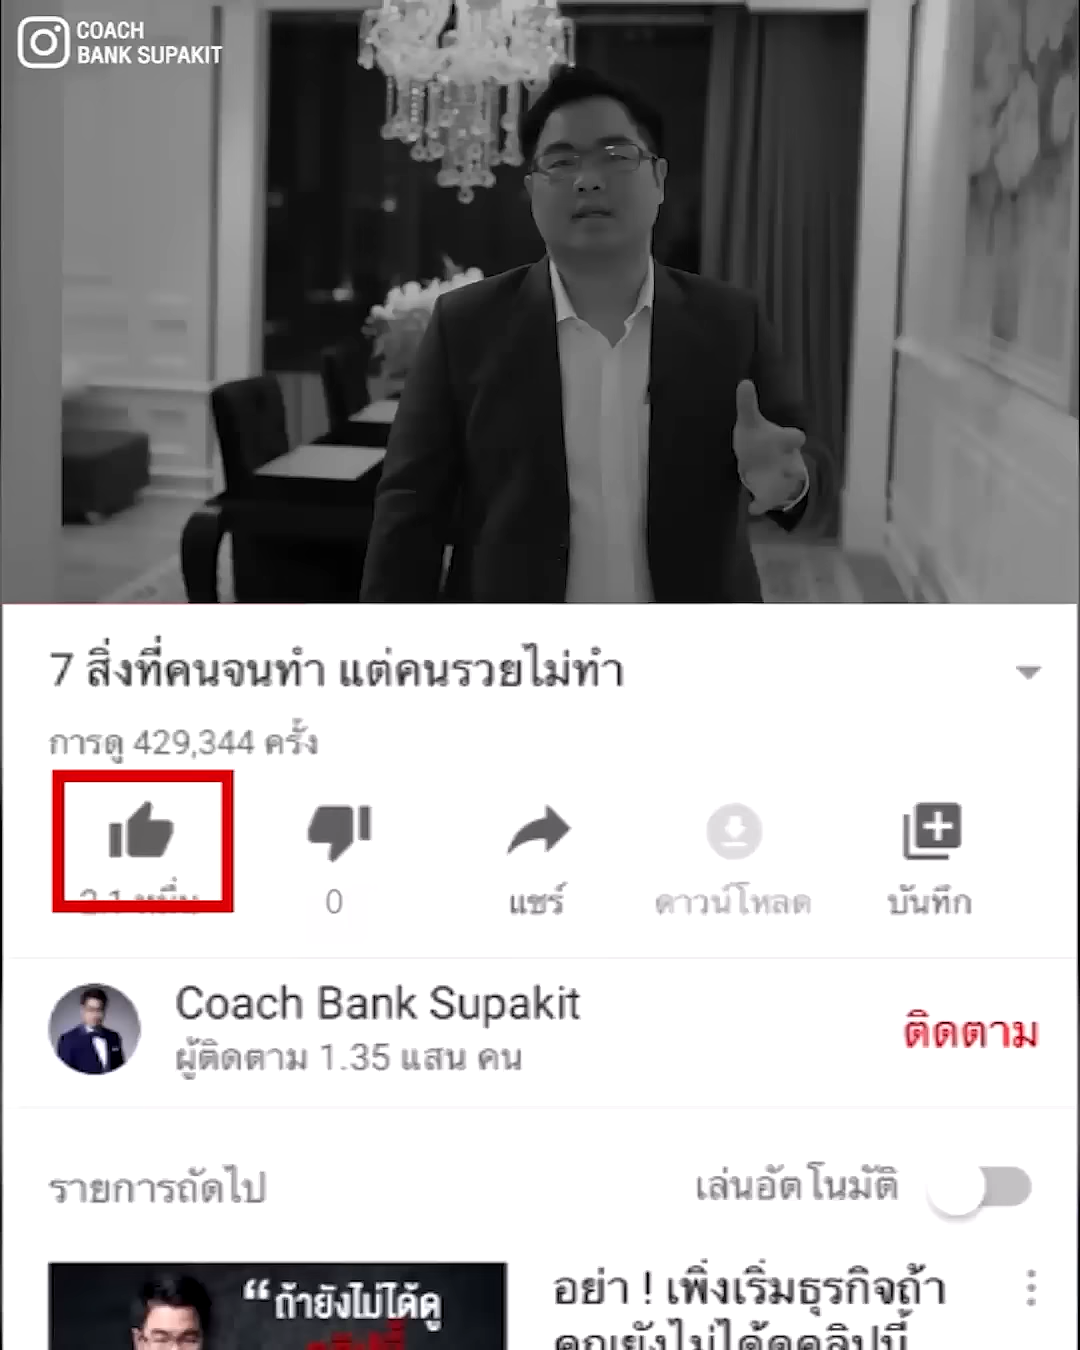 COACH
BANK SUPAKIT
7 สิ่งที่คนจนทำ แต่คนรวยไม่ทำ
การดู 429,344 ครั้ง
2.1 หมื่น
0
แชร์
ดาวน์โหลด
บันทึก
Coach Bank Supakit
ผู้ติดตาม 1.35 แสน คน
ติดตาม
รายการถัดไป
เล่นอัตโนมัติ
“ถ้ายังไม่ได้ดู
อย่า ! เพิ่งเริ่มธุรกิจถ้า
คุณยังไม่ได้ดูคลิปนี้